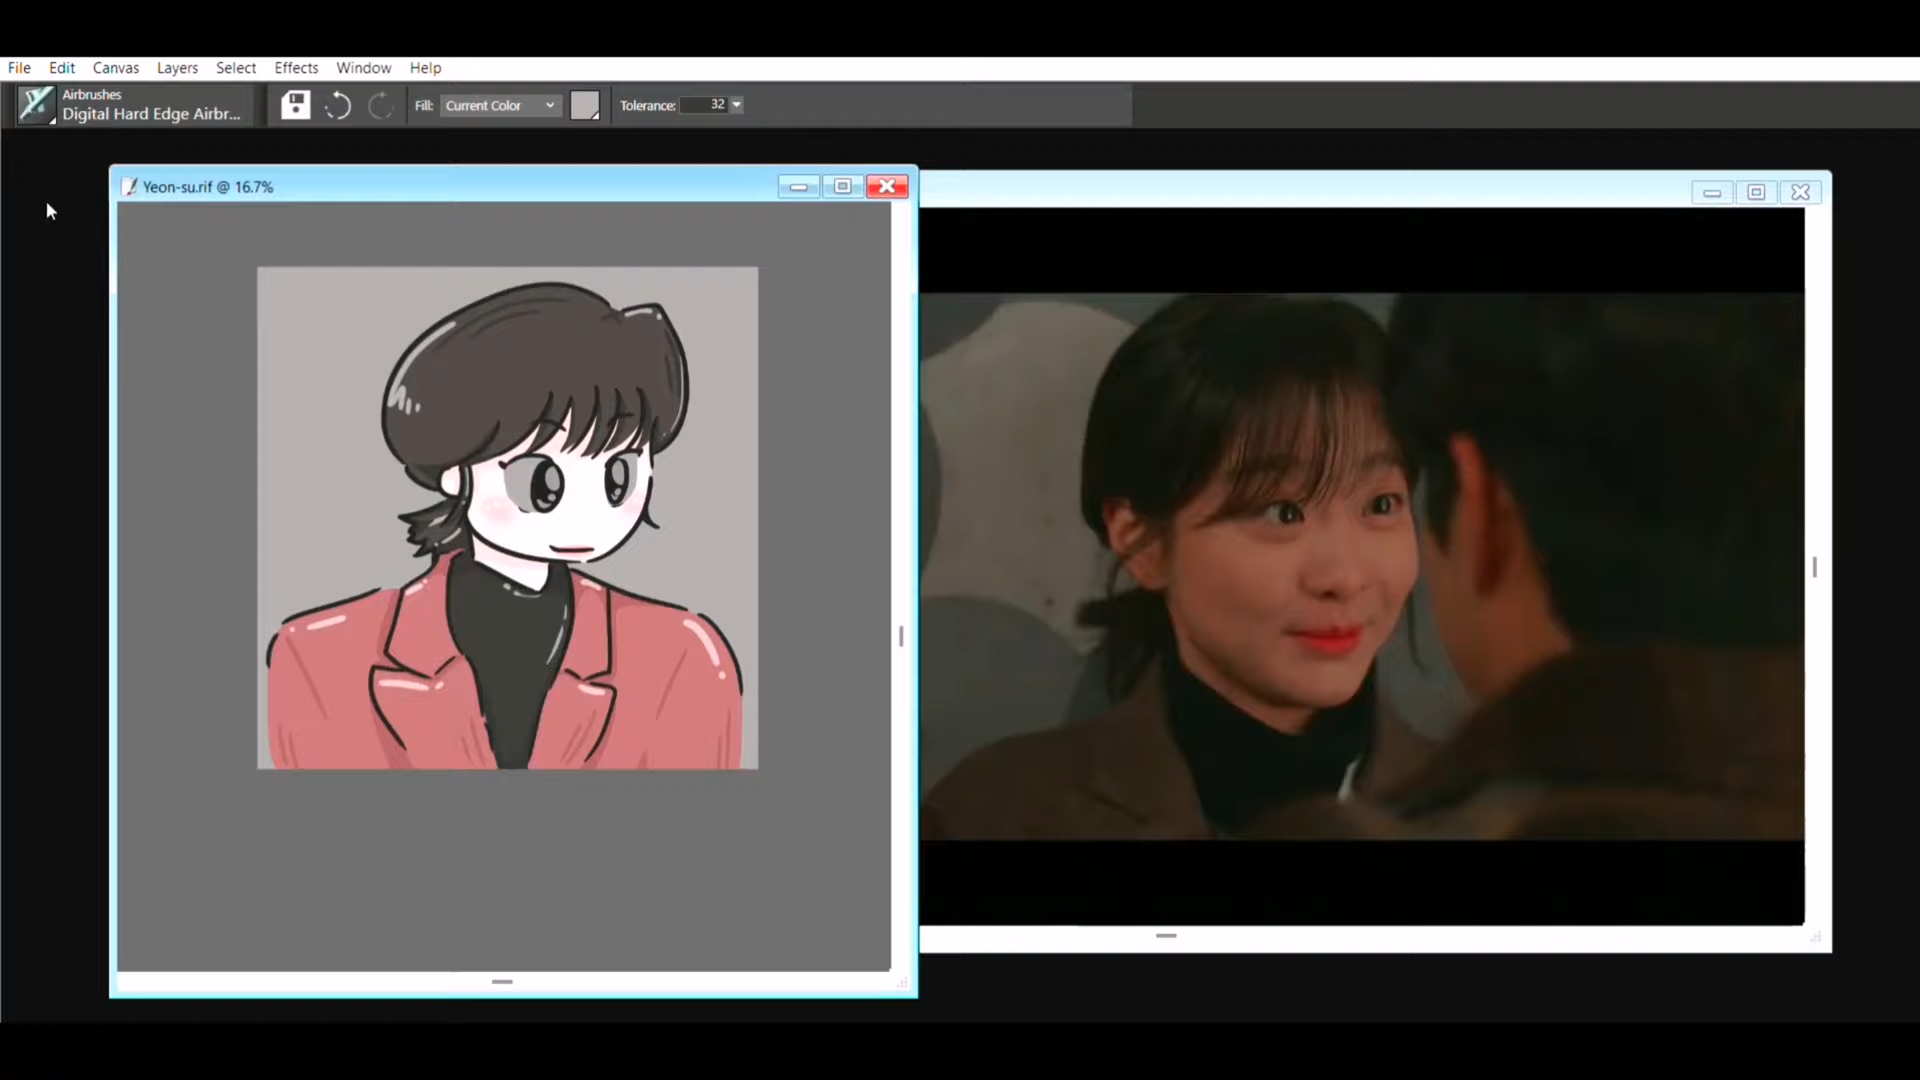 File Edit Canvas Layers Select Effects Window Help
Airbrushes
Digital Hard Edge Airbr...
Fill: Current Color
Tolerance: 32
Yeon-su.rif @ 16.7%